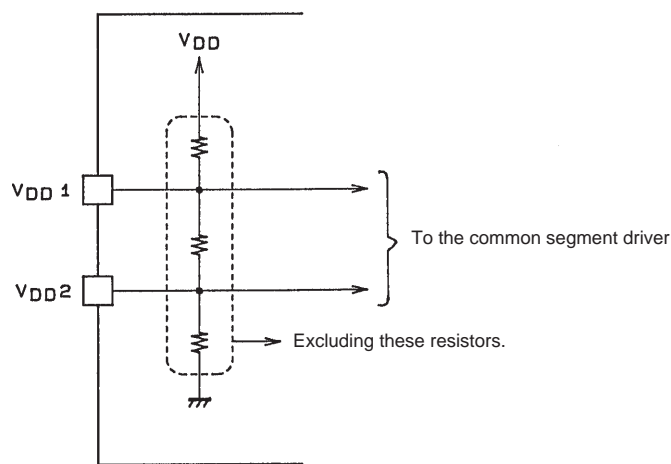 VDD
VDD 1
To the common segment driver
VDD2
Excluding these resistors.